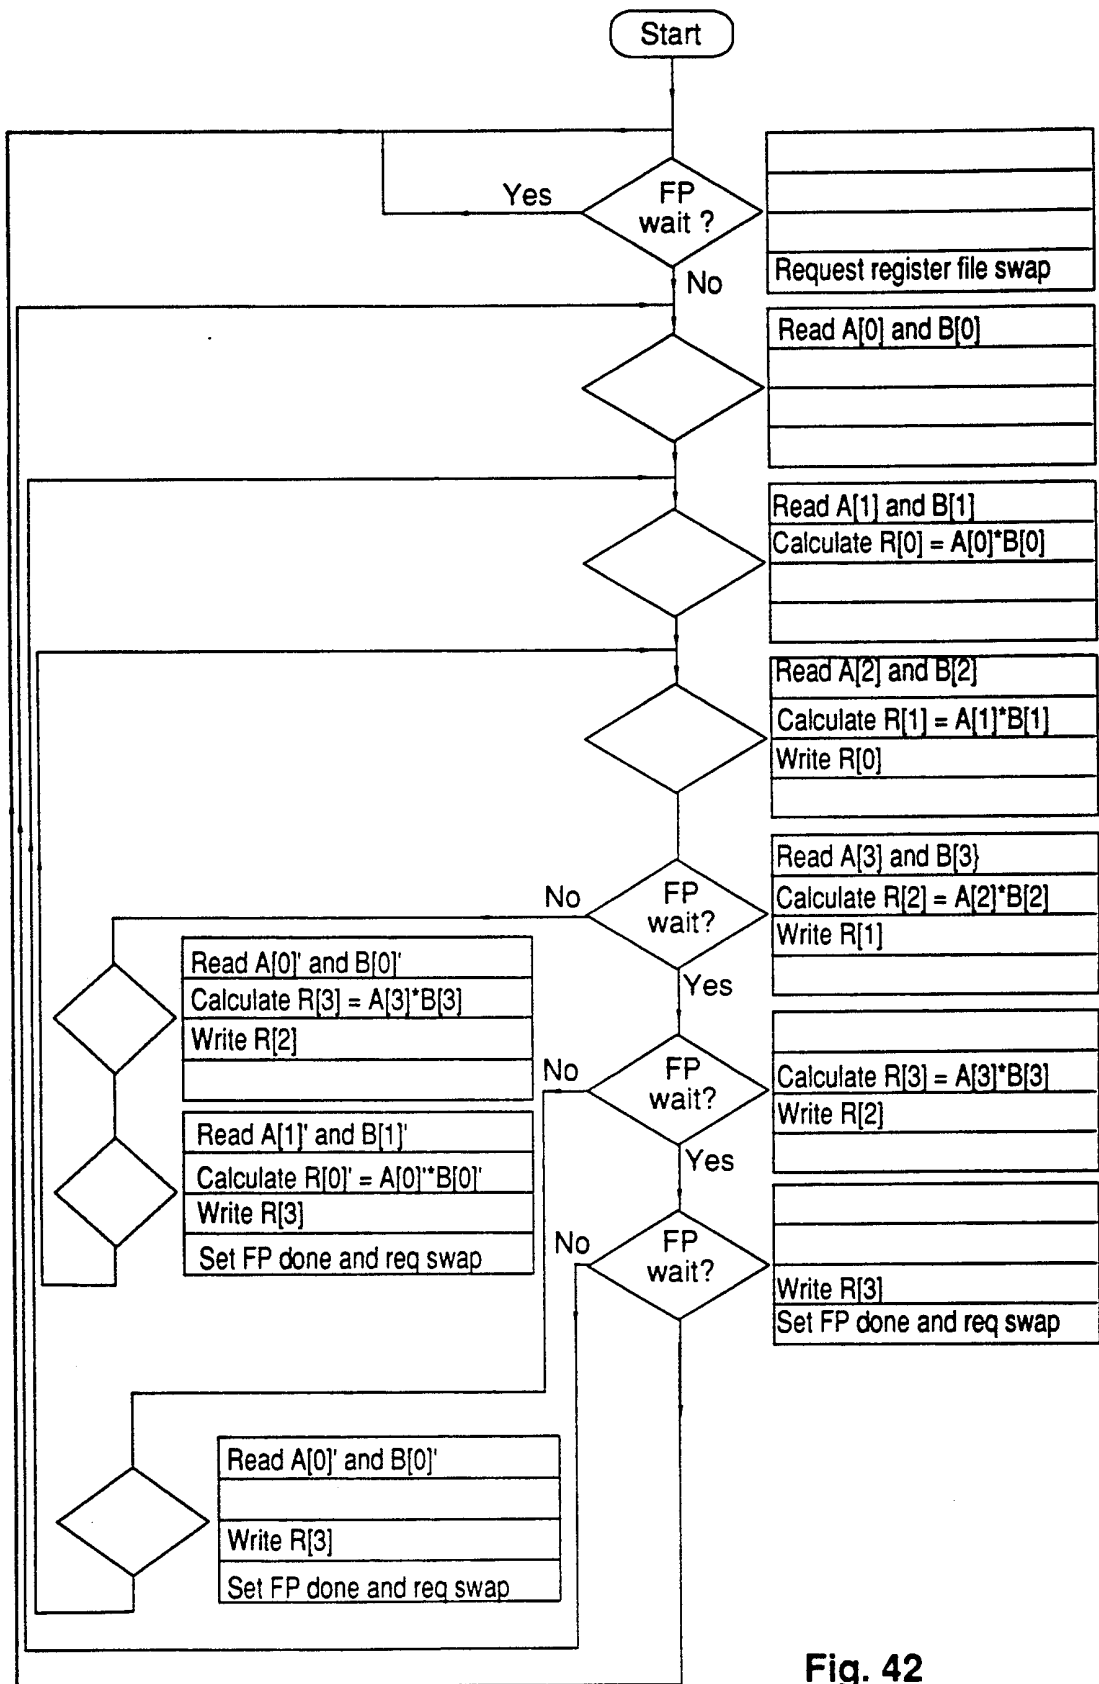 Start
Yes
FP
wait ?
No
Request register file swap
Read A[0] and B[0]
Read A[1] and B[1]
Calculate R[0] = A[0]*B[0]
Read A[2] and B[2]
Calculate R[1] = A[1]*B[1]
Write R[0]
No
FP
wait?
Yes
Read A[3] and B[3}
Calculate R[2] = A[2]*B[2]
Write R[1]
Read A[0]' and B[0]'
Calculate R[3] = A[3]*B[3]
Write R[2]
No
FP
wait?
Yes
Calculate R[3] = A[3]*B[3]
Write R[2]
Read A[1]' and B[1]'
Calculate R[0]' = A[0]'*B[0]'
Write R[3]
Set FP done and req swap
No
FP
wait?
Write R[3]
Set FP done and req swap
Read A[0]' and B[0]'
Write R[3]
Set FP done and req swap
Fig. 42